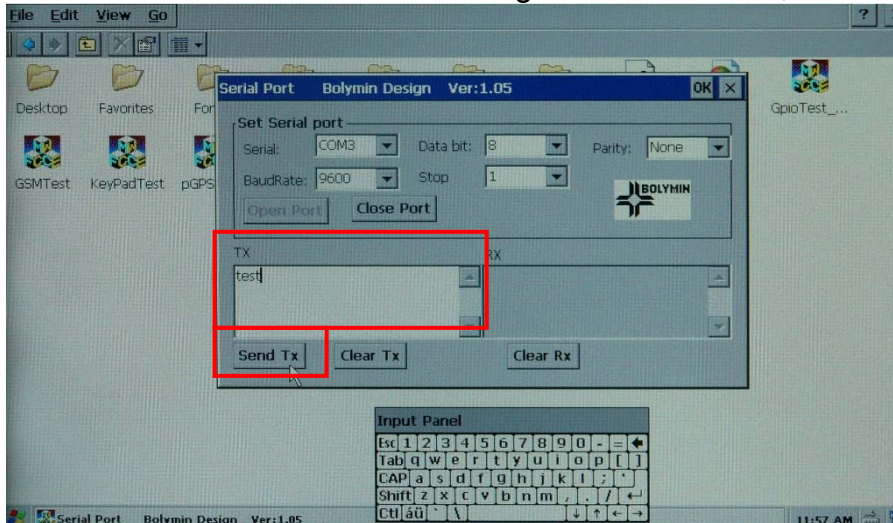 File Edit View Go ?
Desktop Favorites GpioTest_...
GSMTest KeyPadTest pGPS
Serial Port Bolymin Design Ver:1.05 OK ×
Set Serial port
Serial: COM3 Data bit: 8 Parity: None
BaudRate: 9600 Stop 1
BOLYMIN
Open Port Close Port
TX RX
test
Send Tx Clear Tx Clear Rx
Input Panel
Esc 1 2 3 4 5 6 7 8 9 0 - =
Tab q w e r t y u i o p [ ]
CAP a s d f g h j k l ; '
Shift z x c v b n m , . /
Ctl áü ` \
Serial Port Bolymin Design Ver:1.05 11:57 AM